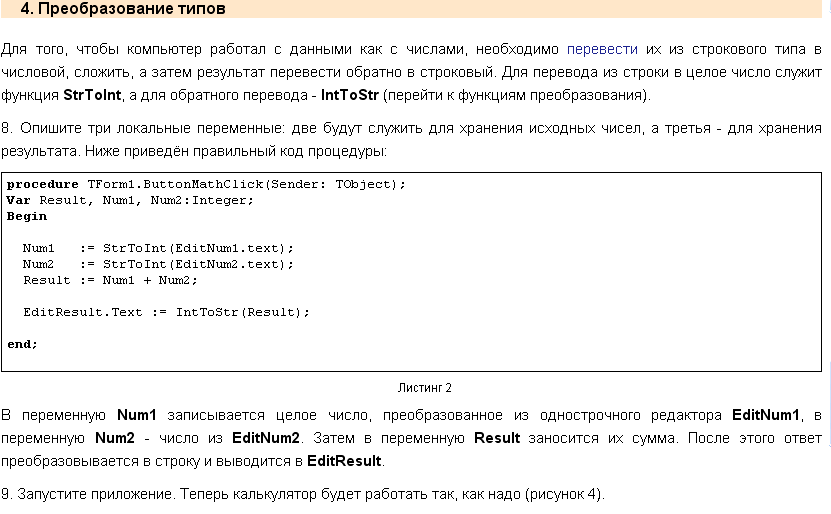 4. Преобразование типов
Для того, чтобы компьютер работал с данными как с числами, необходимо перевести их из строкового типа в
числовой, сложить, а затем результат перевести обратно в строковый. Для перевода из строки в целое число служит
функция StrToInt, а для обратного перевода - IntToStr (перейти к функциям преобразования).
8. Опишите три локальные переменные: две будут служить для хранения исходных чисел, а третья - для хранения
результата. Ниже приведён правильный код процедуры:
procedure TForm1.ButtonMathClick(Sender: TObject);
Var Result, Num1, Num2:Integer;
Begin
Num1   := StrToInt(EditNum1.text);
Num2   := StrToInt(EditNum2.text);
Result := Num1 + Num2;
EditResult.Text := IntToStr(Result);
end;
Листинг 2
В переменную Num1 записывается целое число, преобразованное из однострочного редактора EditNum1, в
переменную Num2 - число из EditNum2. Затем в переменную Result заносится их сумма. После этого ответ
преобразовывается в строку и выводится в EditResult.
9. Запустите приложение. Теперь калькулятор будет работать так, как надо (рисунок 4).